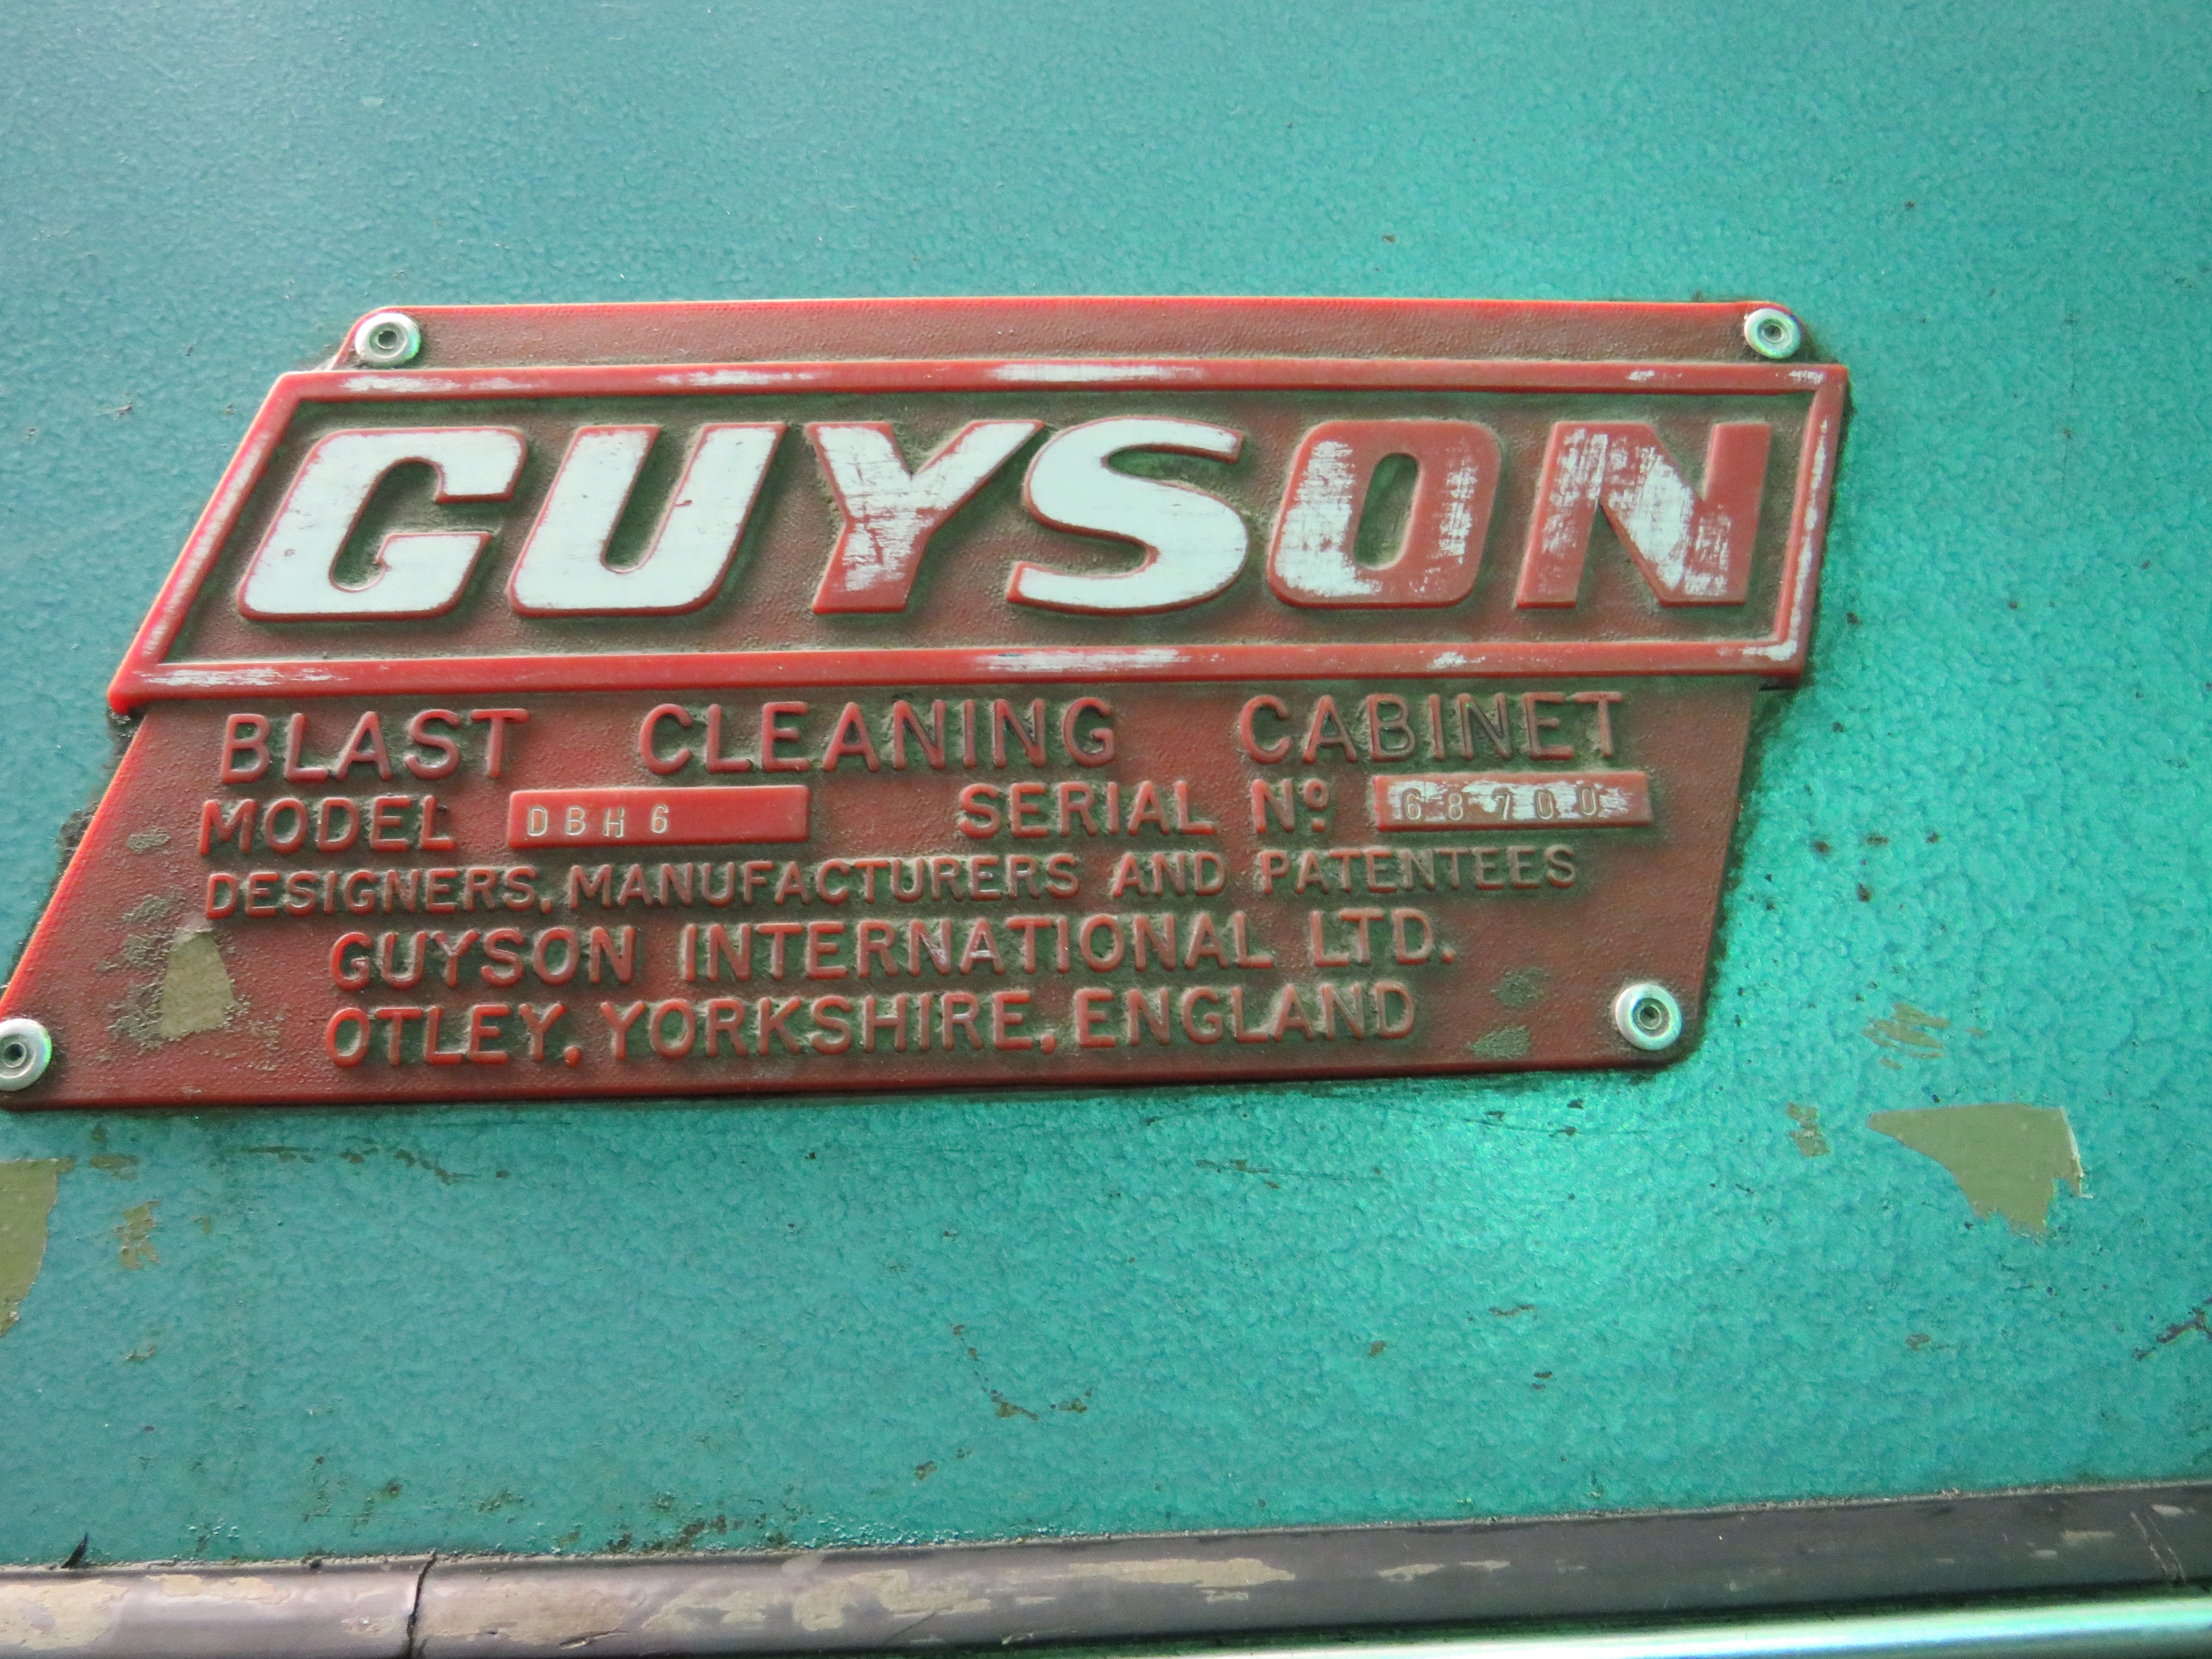 GUYSON
BLAST CLEANING CABINET
MODEL DBH6 SERIAL Nº 68700
DESIGNERS, MANUFACTURERS AND PATENTEES
GUYSON INTERNATIONAL LTD.
OTLEY, YORKSHIRE, ENGLAND